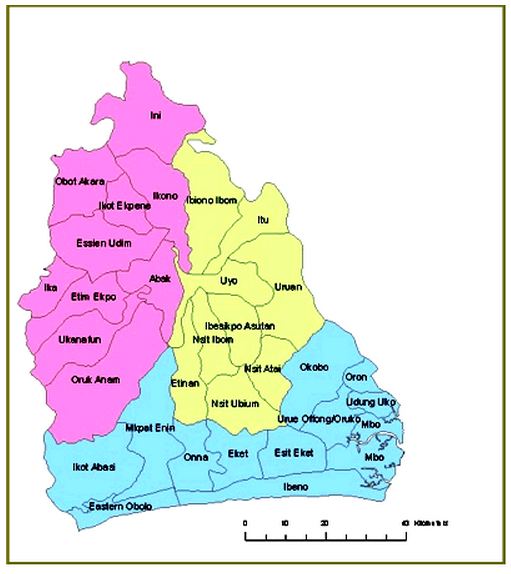 Ini
Obot Akara
Ikot Ekpene
Ikono
Ibiono Ibom
Itu
Essien Udim
Ika
Etim Ekpo
Abak
Uyo
Uruan
Ukanafun
Ibesikpo Asutan
Nsit Ibom
Oruk Anam
Etinan
Nsit Atai
Okobo
Oron
Nsit Ubium
Udung Uko
Urue Offong/Oruko
Mbo
Mkpat Enin
Ikot Abasi
Onna
Eket
Esit Eket
Mbo
Ibeno
Eastern Obolo
0 10 20 40 Kilometers